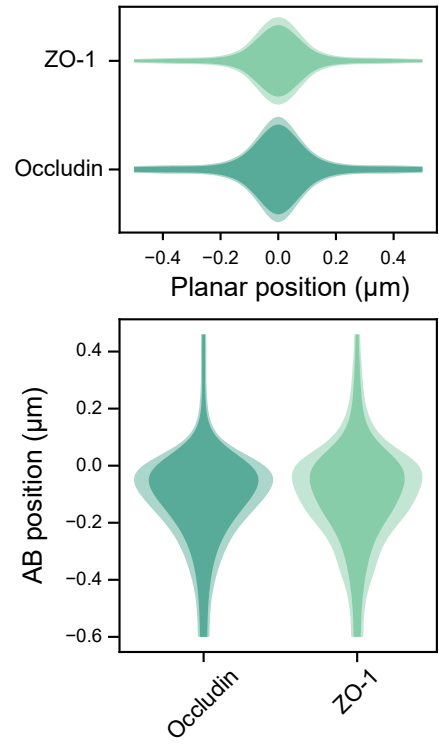 ZO-1
Occludin
−0.4 −0.2 0.0 0.2 0.4
Planar position (μm)
0.4
0.2
0.0
−0.2
−0.4
−0.6
AB position (μm)
Occludin
ZO-1